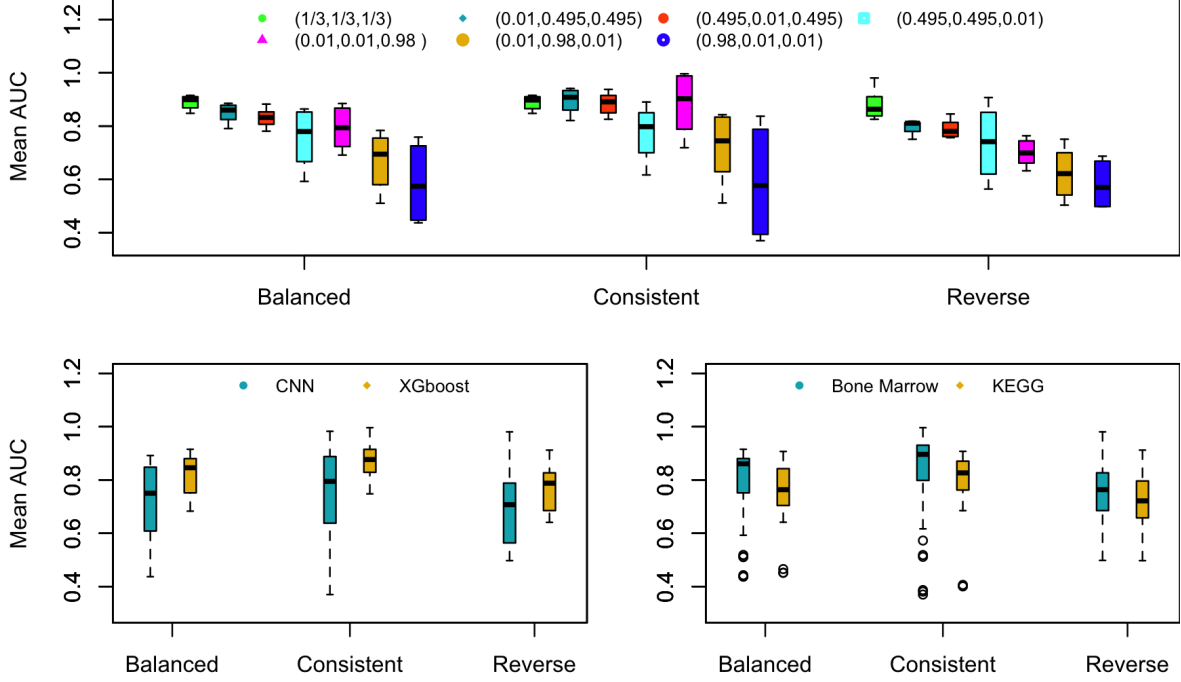 Mean AUC
1.2
1.0
0.8
0.6
0.4
(1/3,1/3,1/3) (0.01,0.495,0.495) (0.495,0.01,0.495) (0.495,0.495,0.01)
(0.01,0.01,0.98 ) (0.01,0.98,0.01) (0.98,0.01,0.01)
Balanced Consistent Reverse
Mean AUC
1.2
1.0
0.8
0.6
0.4
CNN XGboost
Balanced Consistent Reverse
1.2
1.0
0.8
0.6
0.4
Bone Marrow KEGG
Balanced Consistent Reverse